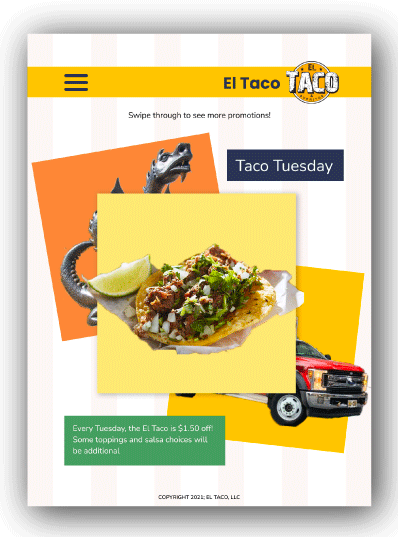 El Taco
EL
TACO
Swipe through to see more promotions!
Taco Tuesday
Every Tuesday, the El Taco is $1.50 off!
Some toppings and salsa choices will
be additional
COPYRIGHT 2021; EL TACO, LLC